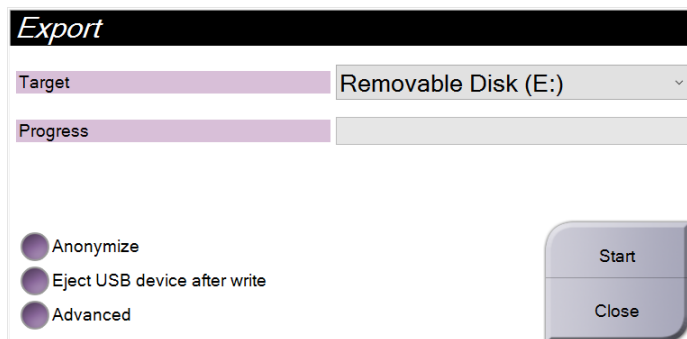 Export
Target
Removable Disk (E:)
Progress
Anonymize
Eject USB device after write
Advanced
Start
Close